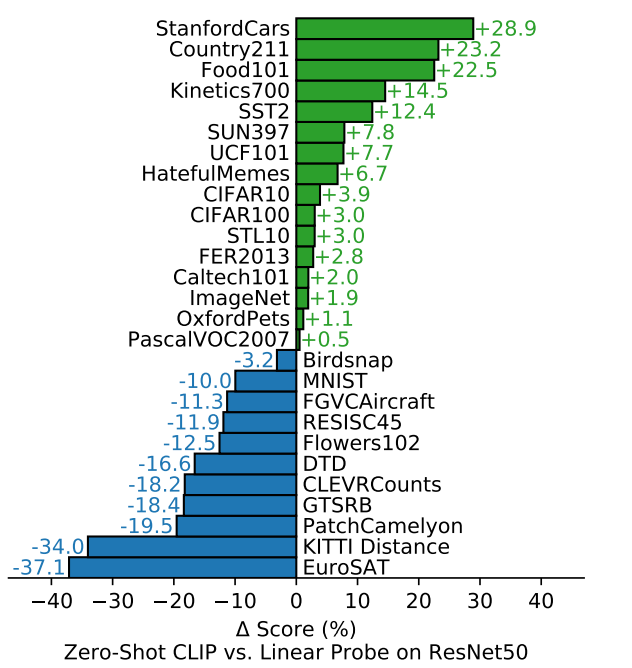 StanfordCars +28.9
Country211 +23.2
Food101 +22.5
Kinetics700 +14.5
SST2 +12.4
SUN397 +7.8
UCF101 +7.7
HatefulMemes +6.7
CIFAR10 +3.9
CIFAR100 +3.0
STL10 +3.0
FER2013 +2.8
Caltech101 +2.0
ImageNet +1.9
OxfordPets +1.1
PascalVOC2007 +0.5
-3.2 Birdsnap
-10.0 MNIST
-11.3 FGVCAircraft
-11.9 RESISC45
-12.5 Flowers102
-16.6 DTD
-18.2 CLEVRCounts
-18.4 GTSRB
-19.5 PatchCamelyon
-34.0 KITTI Distance
-37.1 EuroSAT
−40 −30 −20 −10 0 10 20 30 40
Δ Score (%)
Zero-Shot CLIP vs. Linear Probe on ResNet50